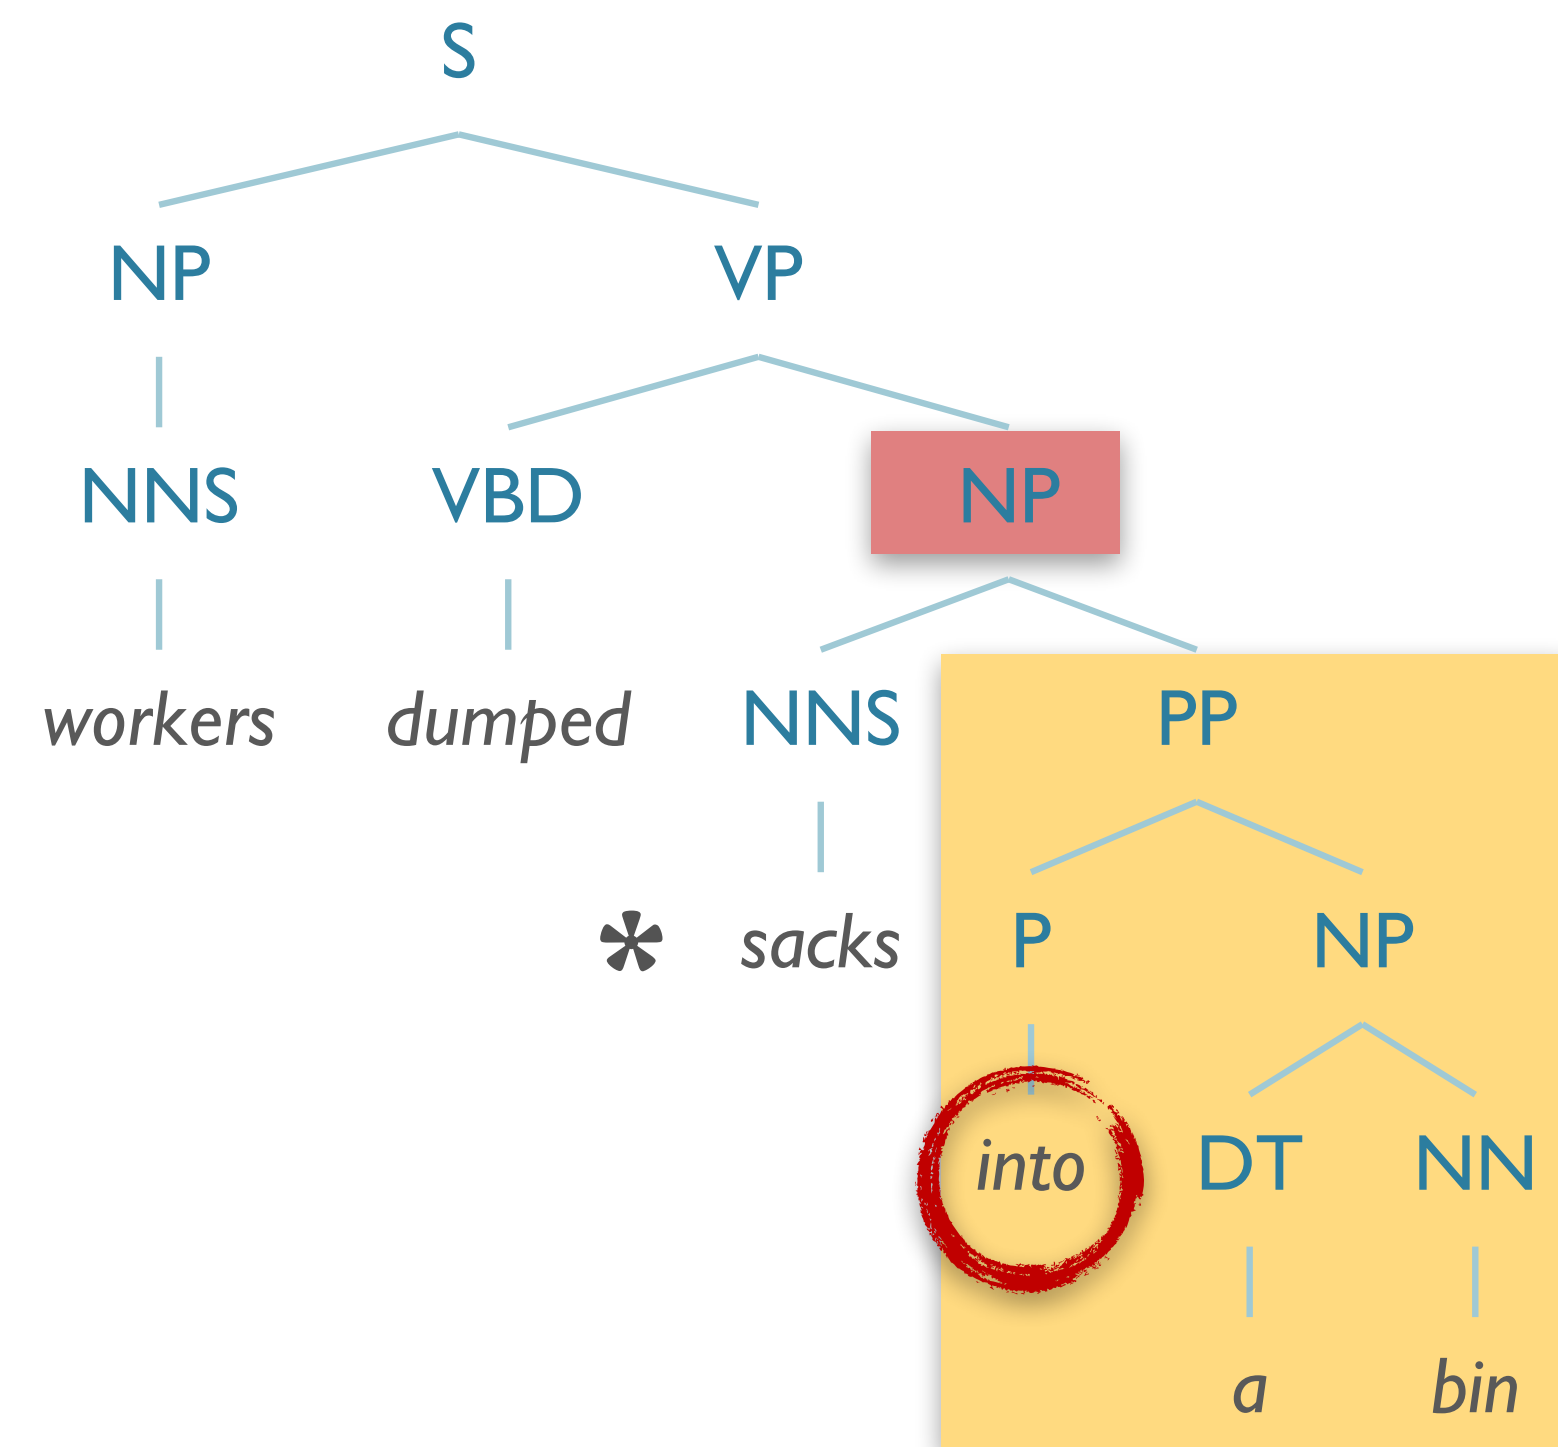 S
NP VP
NNS VBD NP
workers dumped NNS PP
* sacks P NP
into DT NN
a bin